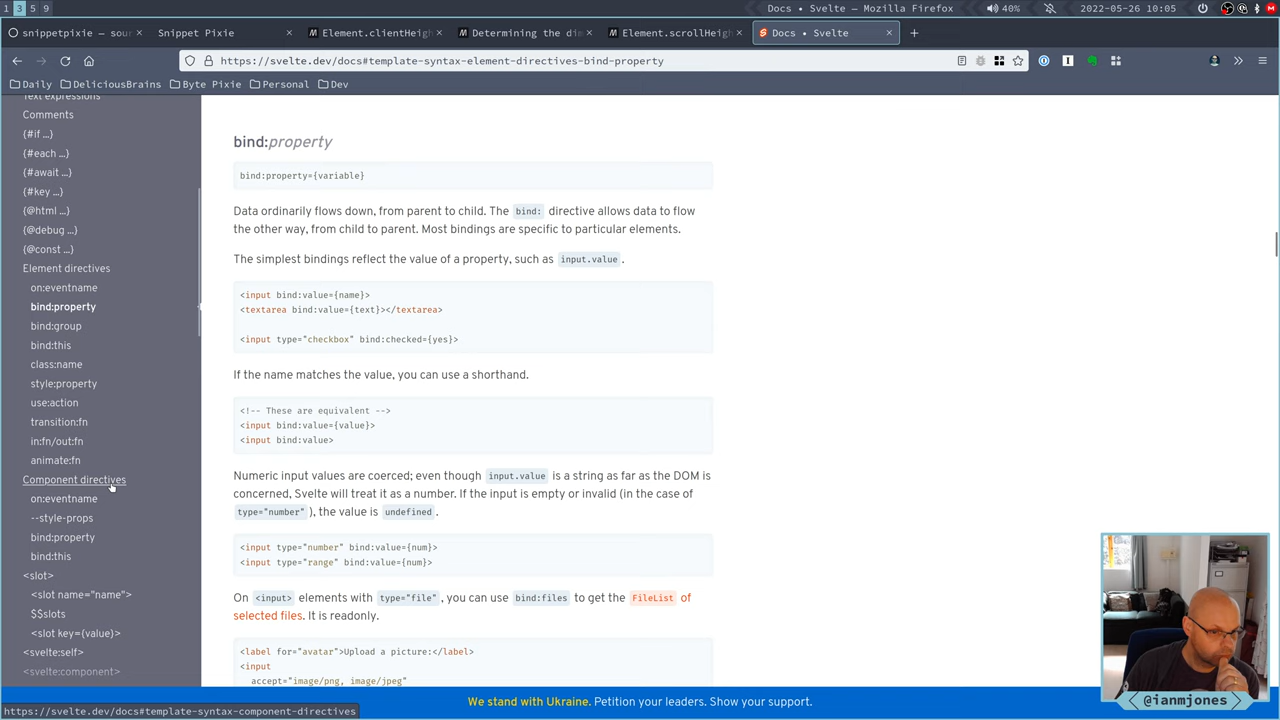 1 3 5 9
Docs • Svelte — Mozilla Firefox
40%
2022-05-26 10:05
snippetpixie — sou
Snippet Pixie
Element.clientHeigh
Determining the dim
Element.scrollHeigh
Docs • Svelte
https://svelte.dev/docs#template-syntax-element-directives-bind-property
Daily
DeliciousBrains
Byte Pixie
Personal
Dev
Text expressions
Comments
{#if ...}
{#each ...}
{#await ...}
{#key ...}
{@html ...}
{@debug ...}
{@const ...}
Element directives
on:eventname
bind:property
bind:group
bind:this
class:name
style:property
use:action
transition:fn
in:fn/out:fn
animate:fn
Component directives
on:eventname
--style-props
bind:property
bind:this
<slot>
<slot name="name">
$$slots
<slot key={value}>
<svelte:self>
<svelte:component>
bind:property
bind:property={variable}
Data ordinarily flows down, from parent to child. The bind: directive allows data to flow
the other way, from child to parent. Most bindings are specific to particular elements.
The simplest bindings reflect the value of a property, such as input.value .
<input bind:value={name}>
<textarea bind:value={text}></textarea>
<input type="checkbox" bind:checked={yes}>
If the name matches the value, you can use a shorthand.
<!-- These are equivalent -->
<input bind:value={value}>
<input bind:value>
Numeric input values are coerced; even though input.value is a string as far as the DOM is
concerned, Svelte will treat it as a number. If the input is empty or invalid (in the case of
type="number" ), the value is undefined .
<input type="number" bind:value={num}>
<input type="range" bind:value={num}>
On <input> elements with type="file" , you can use bind:files to get the FileList of
selected files. It is readonly.
<label for="avatar">Upload a picture:</label>
<input
accept="image/png, image/jpeg"
We stand with Ukraine. Petition your leaders. Show your support.
https://svelte.dev/docs#template-syntax-component-directives
@ianmjones